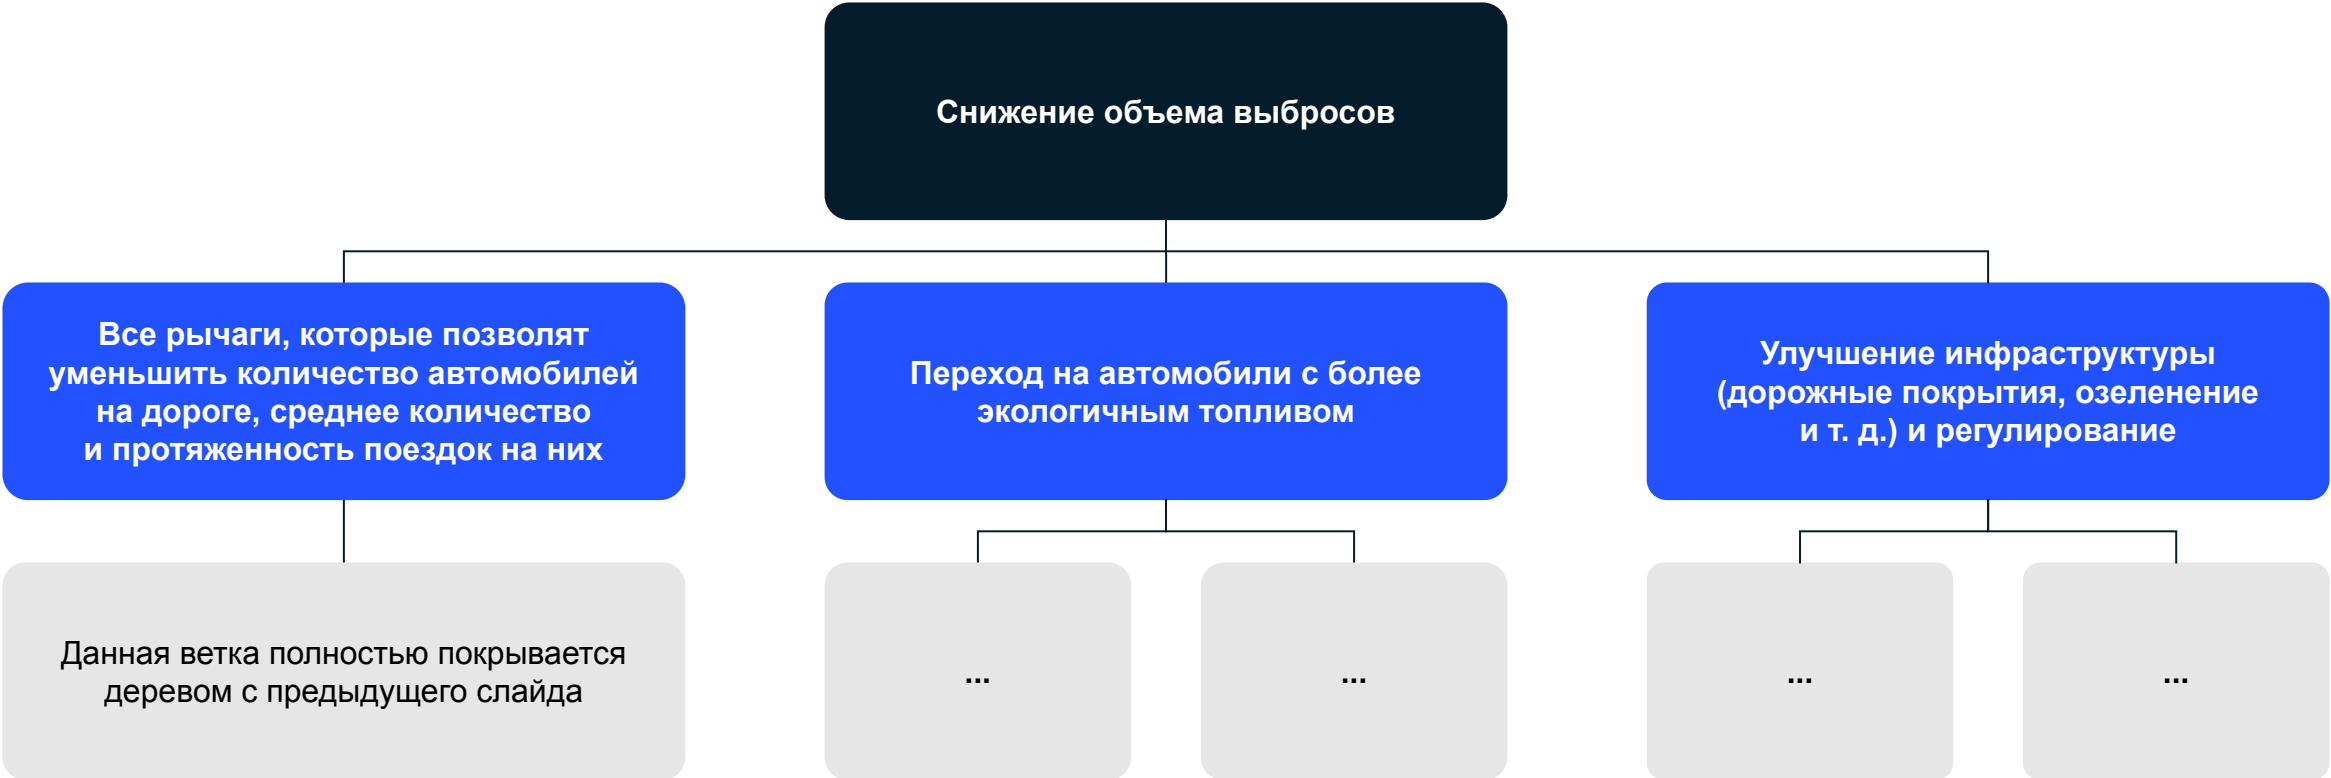 Снижение объема выбросов
Все рычаги, которые позволят
уменьшить количество автомобилей
на дороге, среднее количество
и протяженность поездок на них
Переход на автомобили с более
экологичным топливом
Улучшение инфраструктуры
(дорожные покрытия, озеленение
и т. д.) и регулирование
Данная ветка полностью покрывается
деревом с предыдущего слайда
...
...
...
...